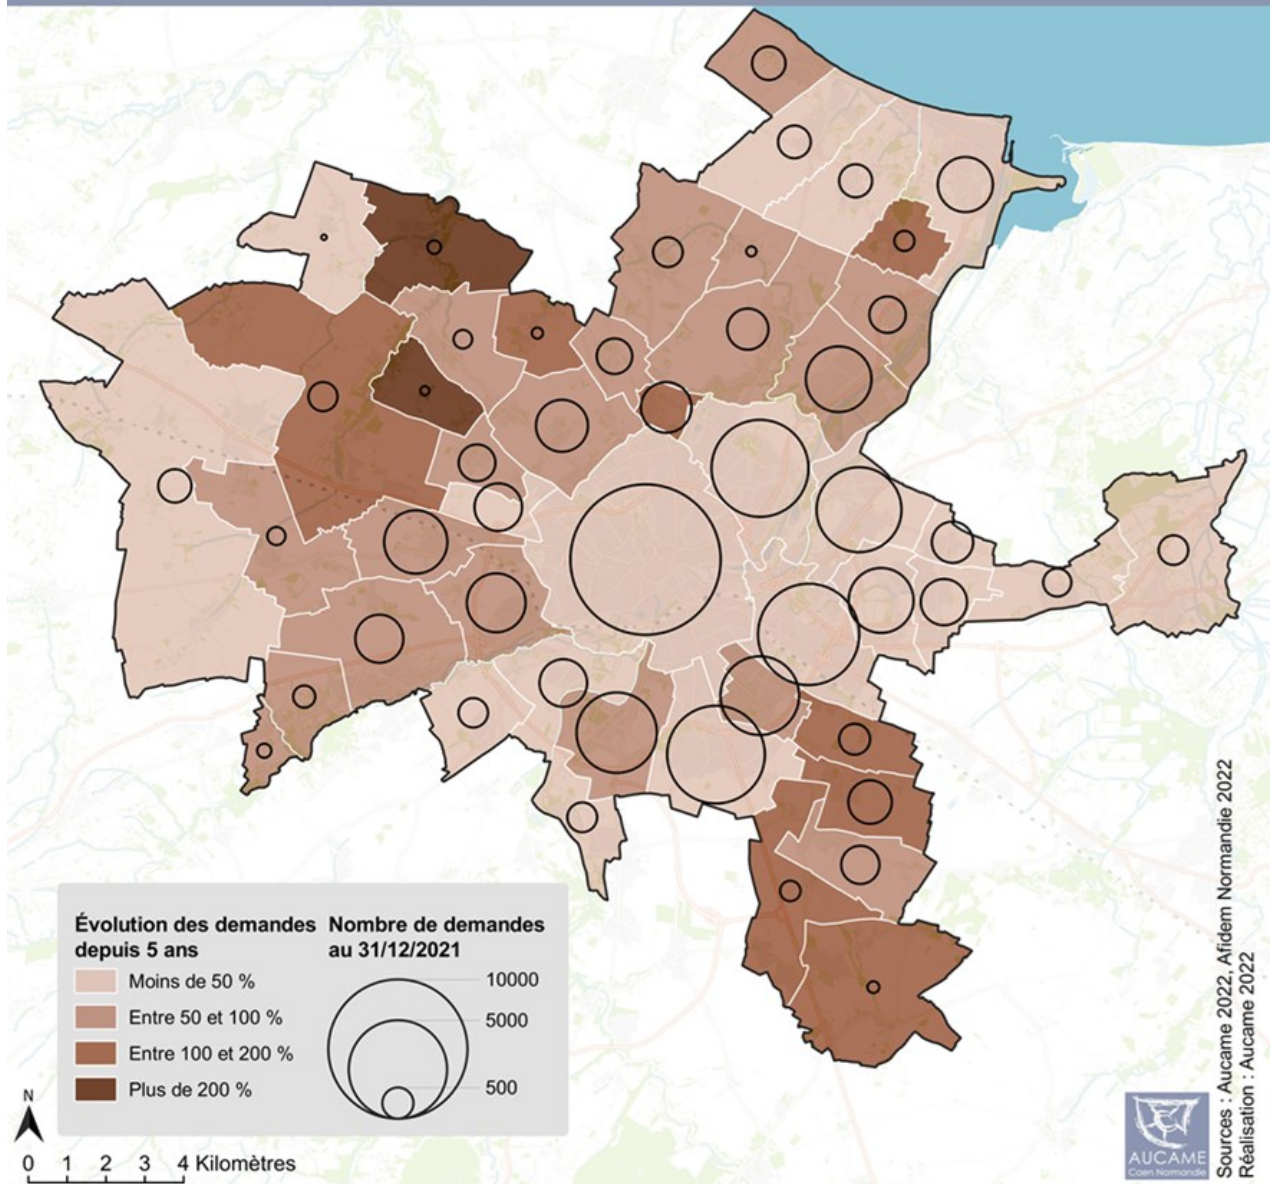 Évolution des demandes
depuis 5 ans
Moins de 50 %
Entre 50 et 100 %
Entre 100 et 200 %
Plus de 200 %
Nombre de demandes
au 31/12/2021
10000
5000
500
N
0 1 2 3 4 Kilomètres
AUCAME
Caen Normandie
Sources : Aucame 2022, Afidem Normandie 2022
Réalisation : Aucame 2022